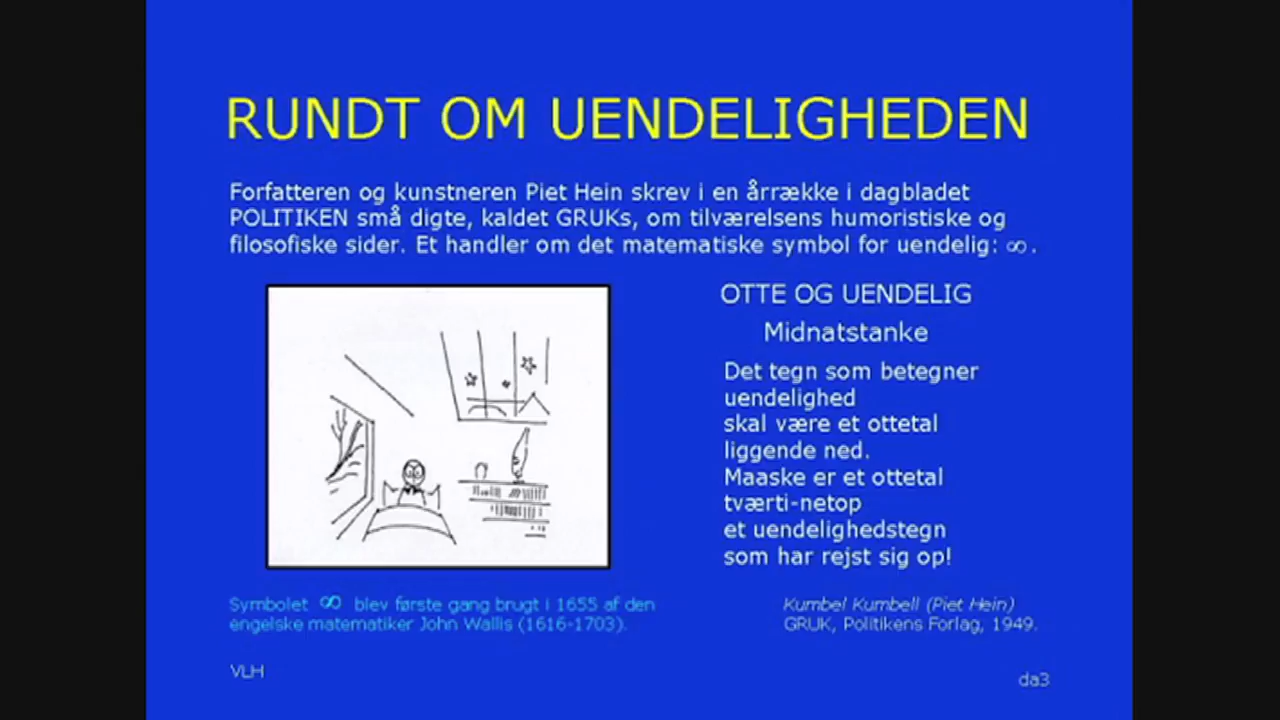 RUNDT OM UENDELIGHEDEN
Forfatteren og kunstneren Piet Hein skrev i en årrække i dagbladet
POLITIKEN små digte, kaldet GRUKs, om tilværelsens humoristiske og
filosofiske sider. Et handler om det matematiske symbol for uendelig: ∞ .
OTTE OG UENDELIG
Midnatstanke
Det tegn som betegner
uendelighed
skal være et ottetal
liggende ned.
Maaske er et ottetal
tværti-netop
et uendelighedstegn
som har rejst sig op!
Symbolet ∞ blev første gang brugt i 1655 af den
engelske matematiker John Wallis (1616-1703).
Kumbel Kumbell (Piet Hein)
GRUK, Politikens Forlag, 1949.
VLH
da3